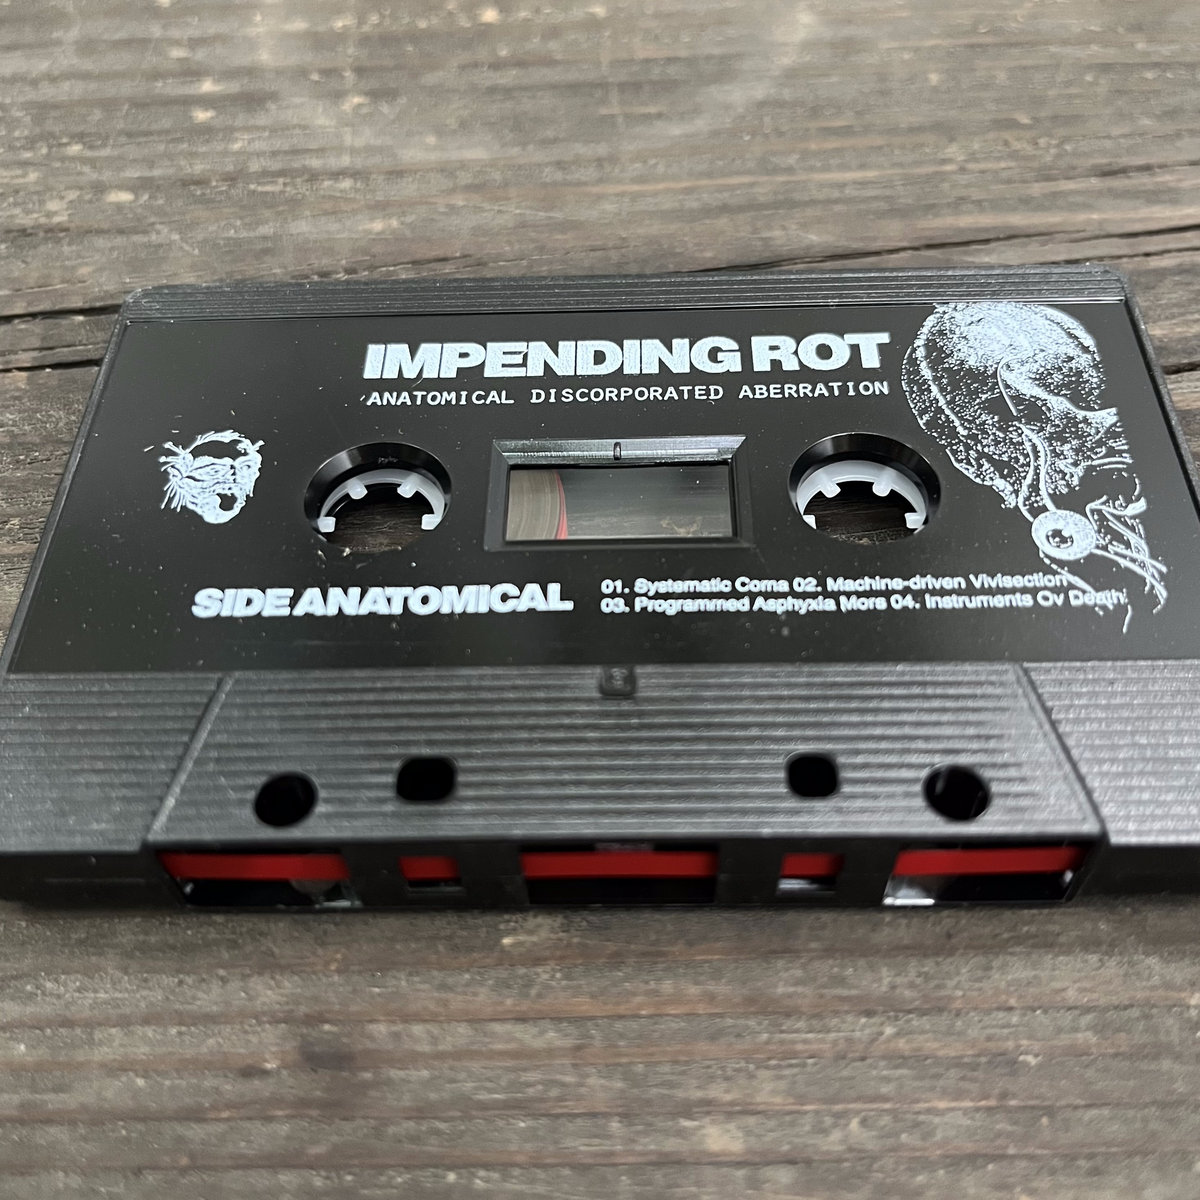 IMPENDING ROT
ANATOMICAL DISCORPORATED ABERRATION
SIDE ANATOMICAL
01. Systematic Coma 02. Machine-driven Vivisection
03. Programmed Asphyxia Mors 04. Instruments Ov Death